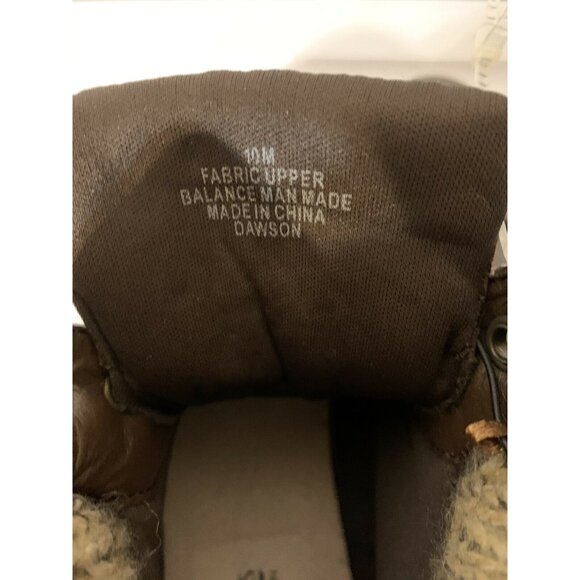 10M
FABRIC UPPER
BALANCE MAN MADE
MADE IN CHINA
DAWSON